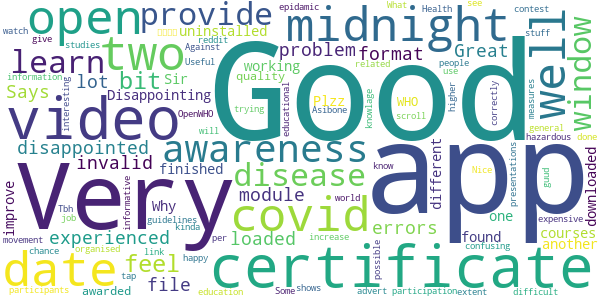 epidamic
What
Health
see
contest
stuff
watch
give
open
provide
midnight
well
window
uninstalled
reddit
studies
Against
two
problem
format
Great
information
learn
lot
bit
Sir
Useful
working
quality
related
people
use
interesting
Says
Disappointing
Plzz
WHO
higher
correctly
measures
video
OpenWHO
trying
Asibone
scroll
Good
educational
knowlage
will
general
hazardous
done
disappointed
awareness
invalid
finished
disease
different
know
Nice
presentations
guud
downloaded
improve
Very
app
Why
module
informative
covid
errors
one
expensive
Tbh
job
guidelines
kinda
experienced
loaded
world
possible
found
courses
another
confusing
movement
organised
per
increase
certificate
chance
link
happy
date
feel
tap
file
Some
shows
advert
participation
extent
difficult
participants
awarded
education